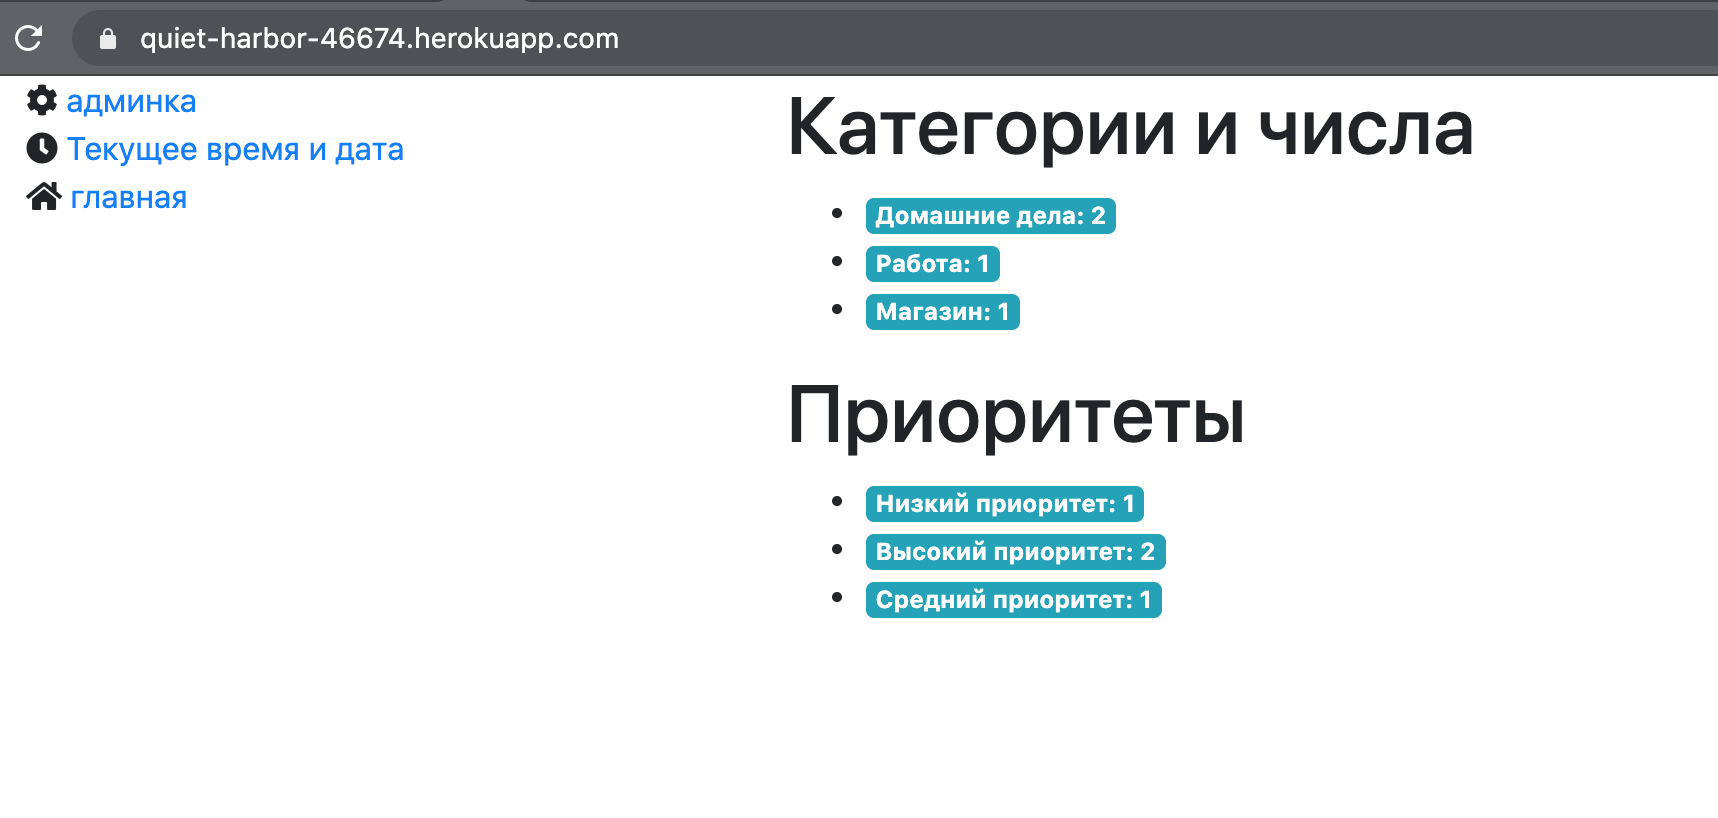 quiet-harbor-46674.herokuapp.com
админка
Текущее время и дата
главная
Категории и числа
Домашние дела: 2
Работа: 1
Магазин: 1
Приоритеты
Низкий приоритет: 1
Высокий приоритет: 2
Средний приоритет: 1